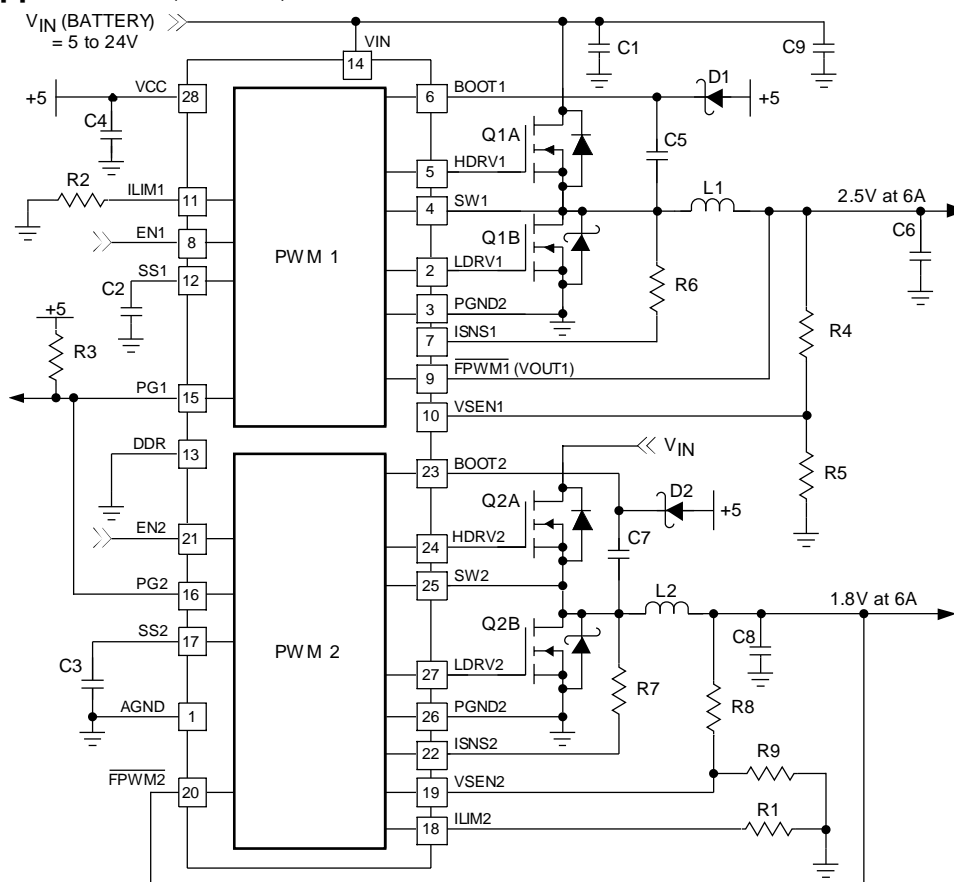 VIN (BATTERY)
= 5 to 24V
VIN
14
C1
C9
+5
VCC
28
C4
6
BOOT1
D1
+5
Q1A
C5
5
HDRV1
R2
ILIM1
11
4
SW1
L1
2.5V at 6A
C6
EN1
8
PWM 1
Q1B
2
LDRV1
SS1
12
C2
R6
3
PGND2
7
ISNS1
+5
R3
R4
9
FPWM1 (VOUT1)
PG1
15
10
VSEN1
DDR
13
VIN
R5
23
BOOT2
D2
+5
Q2A
C7
EN2
21
24
HDRV2
25
SW2
PG2
16
L2
1.8V at 6A
SS2
17
PWM 2
Q2B
C8
C3
27
LDRV2
R7
R8
AGND
1
26
PGND2
22
ISNS2
R9
FPWM2
20
19
VSEN2
R1
18
ILIM2